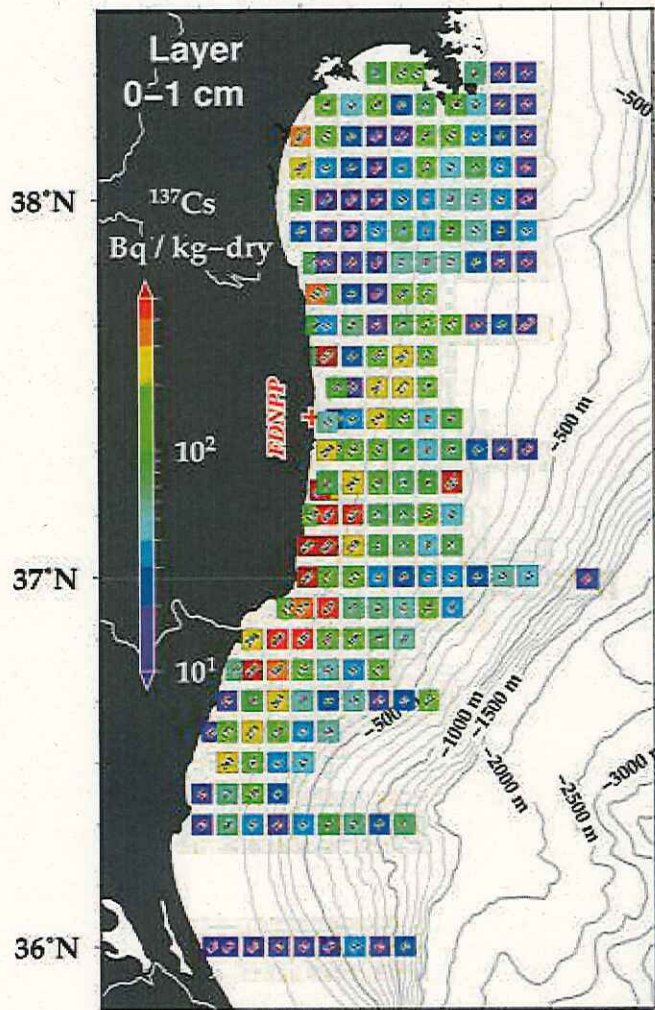 Layer
0–1 cm
–500
38°N
¹³⁷Cs
Bq / kg–dry
FDNPP
–500 m
10²
37°N
10¹
–500
–1000 m
–1500 m
–2000 m
–2500 m
–3000 m
36°N